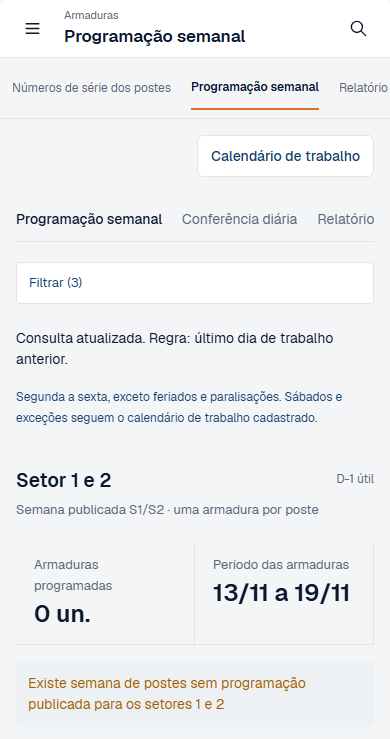 Armaduras
Programação semanal
Números de série dos postes
Programação semanal
Relatório
Calendário de trabalho
Programação semanal
Conferência diária
Relatório
Filtrar (3)
Consulta atualizada. Regra: último dia de trabalho
anterior.
Segunda a sexta, exceto feriados e paralisações. Sábados e
exceções seguem o calendário de trabalho cadastrado.
Setor 1 e 2
D-1 útil
Semana publicada S1/S2 · uma armadura por poste
Armaduras
programadas
0 un.
Período das armaduras
13/11 a 19/11
Existe semana de postes sem programação
publicada para os setores 1 e 2